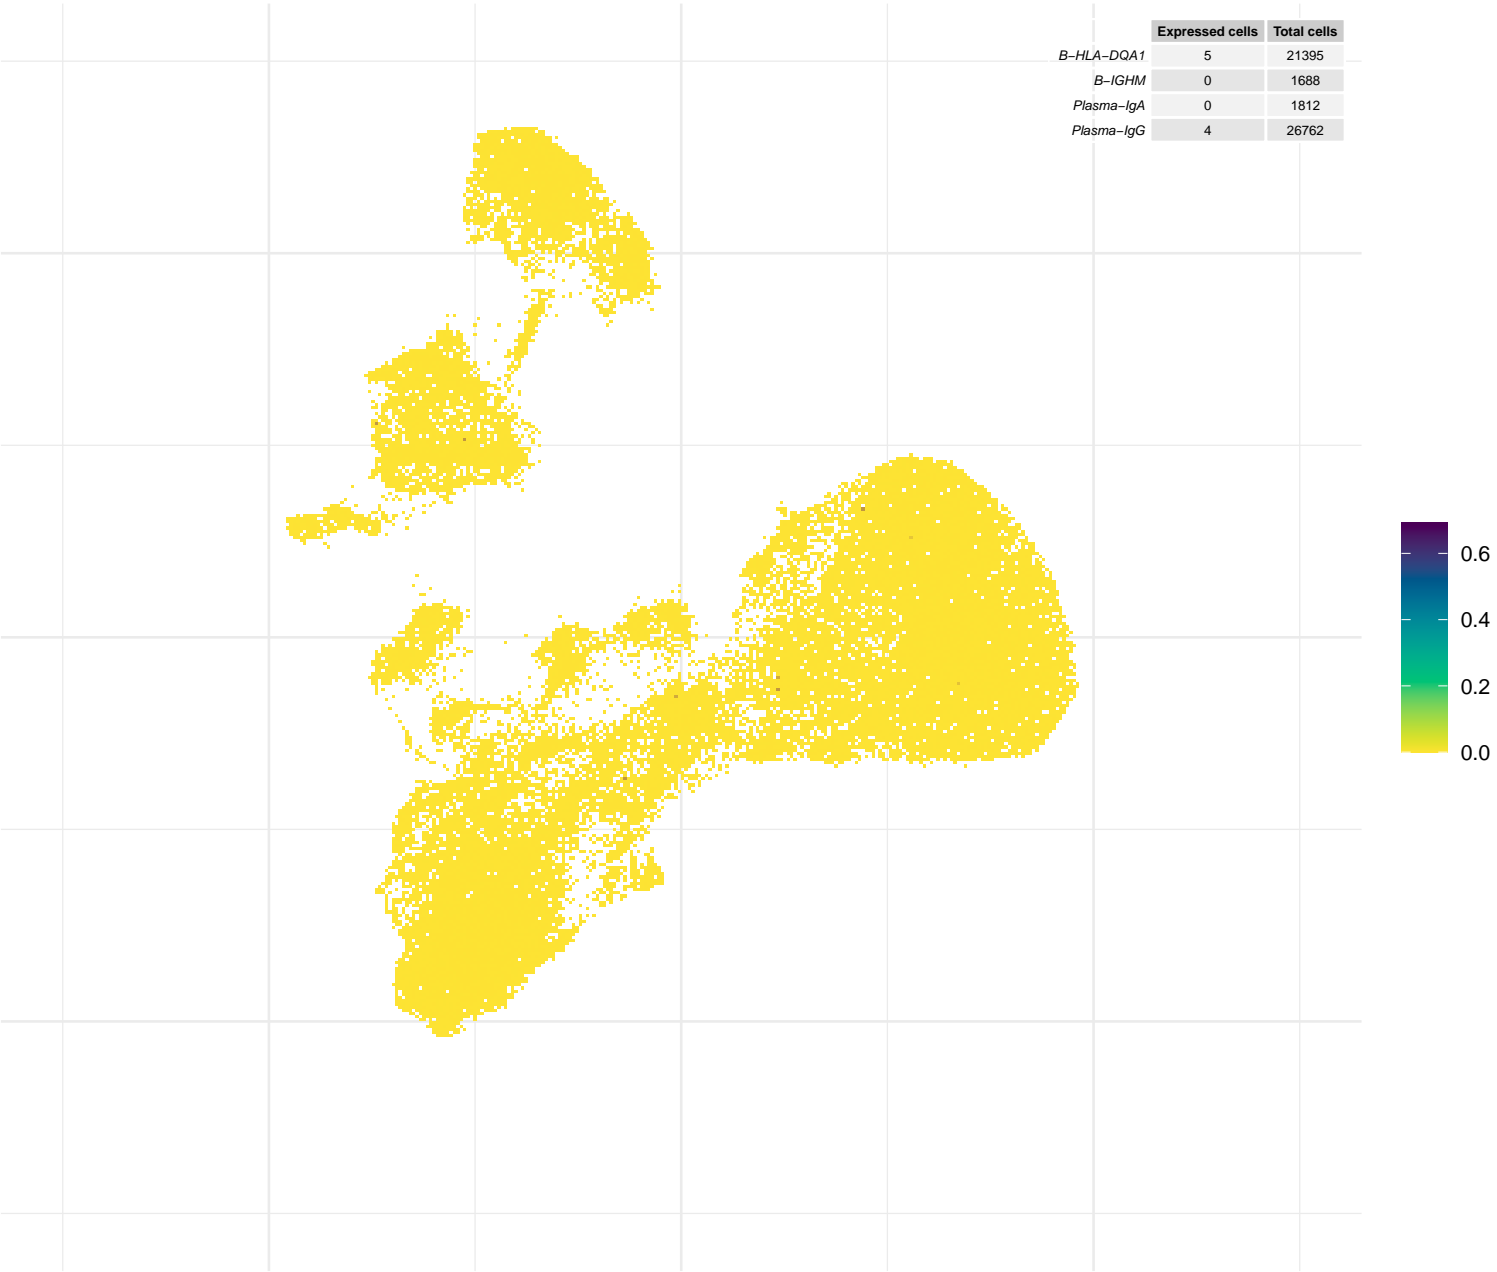 Expressed cells Total cells
B−HLA−DQA1 5 21395
B−IGHM 0 1688
Plasma−IgA 0 1812
Plasma−IgG 4 26762
0.6
0.4
0.2
0.0